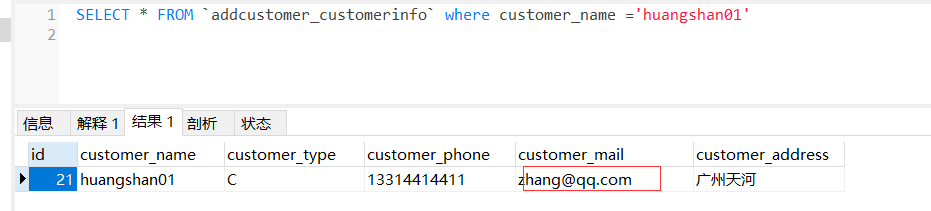 1 SELECT * FROM `addcustomer_customerinfo` where customer_name ='huangshan01'
2
信息 解释 1 结果 1 剖析 状态
id customer_name customer_type customer_phone customer_mail customer_address
21 huangshan01 C 13314414411 zhang@qq.com 广州天河